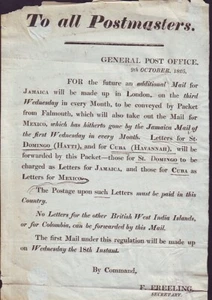 To all Postmasters.
GENERAL POST OFFICE,
9th OCTOBER, 1825.
FOR the future an additional Mail for
JAMAICA will be made up in London, on the third
Wednesday in every Month, to be conveyed by Packet
from Falmouth, which will also take out the Mail for
MEXICO, which has hitherto gone by the Jamaica Mail of
the first Wednesday in every month. Letters for ST.
DOMINGO (HAYTI), and for CUBA (HAVANNAH), will be
forwarded by this Packet—those for ST. DOMINGO to be
charged as Letters for JAMAICA, and those for CUBA as
Letters for MEXICO.
The Postage upon such Letters must be paid in this
Country.
No Letters for the other British West India Islands,
or for Colombia, can be forwarded by this Mail.
The first Mail under this regulation will be made up
on Wednesday the 18th Instant.
By Command,
F. FREELING,
SECRETARY.